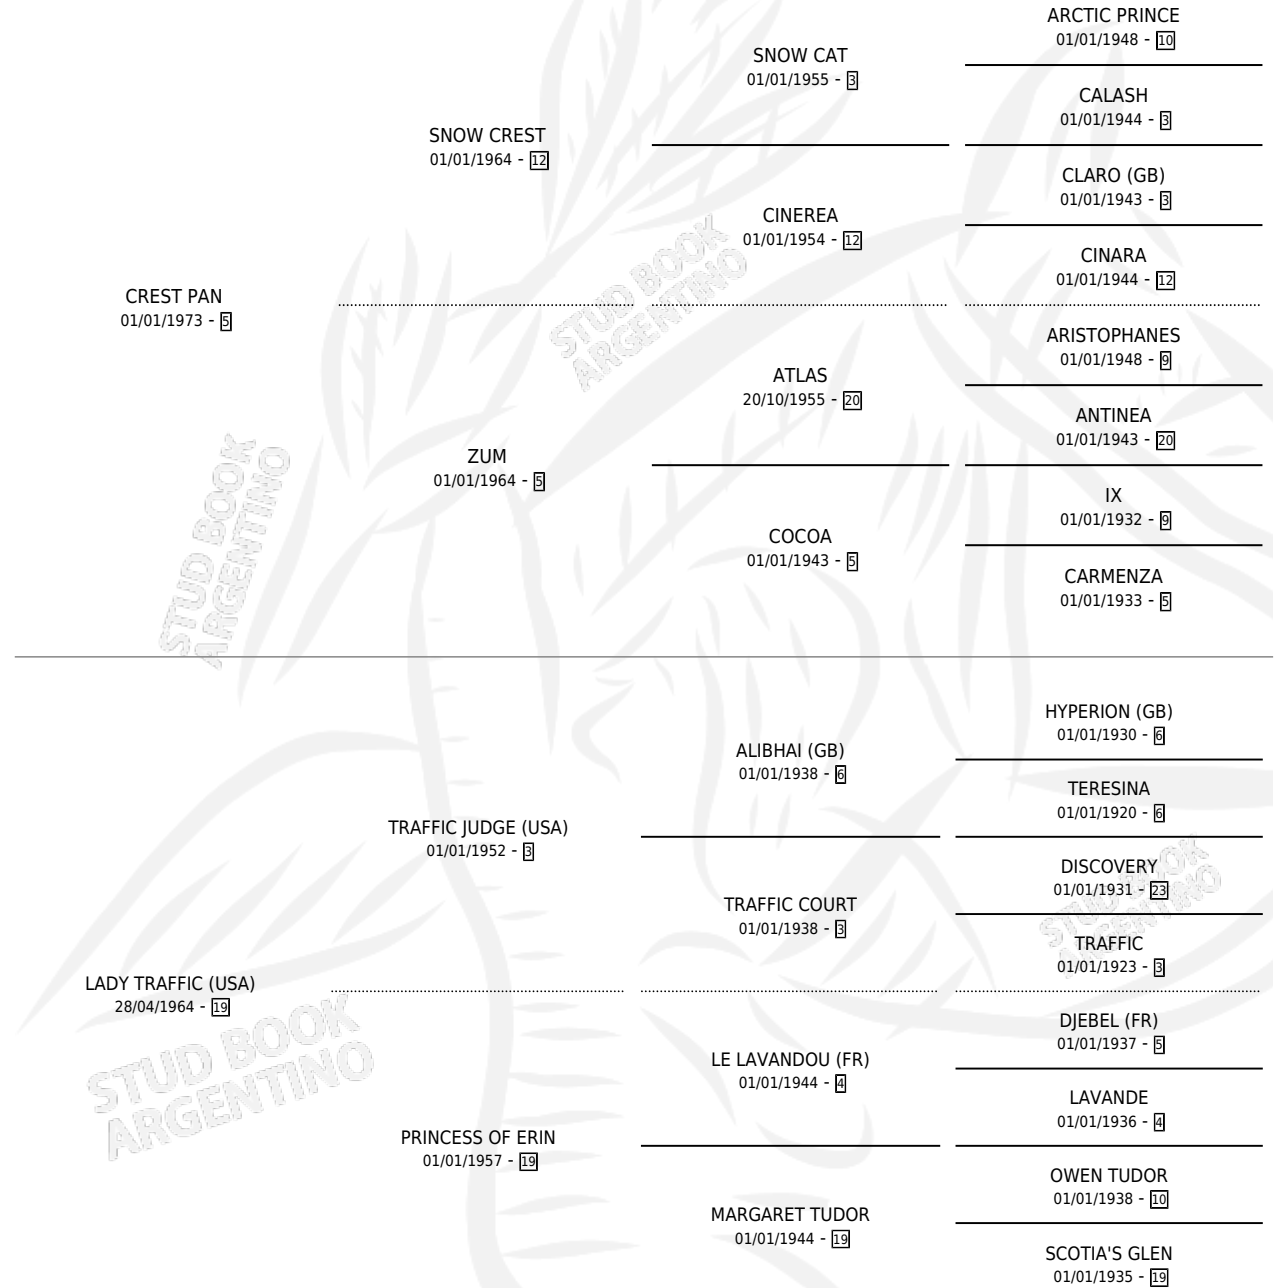 ARCTIC PRINCE
01/01/1948 - 10
SNOW CAT
01/01/1955 - 3
CALASH
01/01/1944 - 3
SNOW CREST
01/01/1964 - 12
CLARO (GB)
01/01/1943 - 3
CINEREA
01/01/1954 - 12
CINARA
01/01/1944 - 12
CREST PAN
01/01/1973 - 5
STUD BOOK
ARGENTINO
ARISTOPHANES
01/01/1948 - 9
ATLAS
20/10/1955 - 20
ANTINEA
01/01/1943 - 20
ZUM
01/01/1964 - 5
IX
01/01/1932 - 9
COCOA
01/01/1943 - 5
CARMENZA
01/01/1933 - 5
STUD BOOK
ARGENTINO
HYPERION (GB)
01/01/1930 - 6
ALIBHAI (GB)
01/01/1938 - 6
TERESINA
01/01/1920 - 6
TRAFFIC JUDGE (USA)
01/01/1952 - 3
DISCOVERY
01/01/1931 - 23
TRAFFIC COURT
01/01/1938 - 3
STUD BOOK
ARGENTINO
TRAFFIC
01/01/1923 - 3
LADY TRAFFIC (USA)
28/04/1964 - 19
STUD BOOK
ARGENTINO
DJEBEL (FR)
01/01/1937 - 5
LE LAVANDOU (FR)
01/01/1944 - 4
LAVANDE
01/01/1936 - 4
PRINCESS OF ERIN
01/01/1957 - 19
OWEN TUDOR
01/01/1938 - 10
MARGARET TUDOR
01/01/1944 - 19
SCOTIA'S GLEN
01/01/1935 - 19